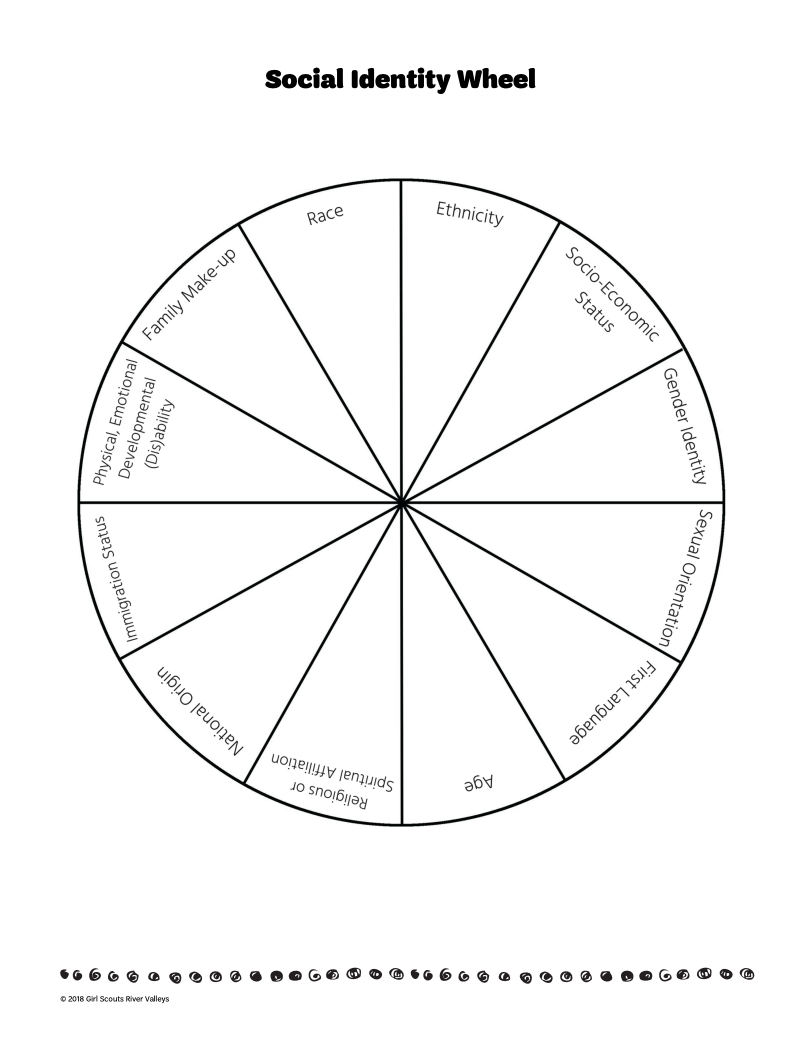 Social Identity Wheel
Race
Ethnicity
Socio-Economic
Status
Gender Identity
Sexual Orientation
First Language
Age
Religious or
Spiritual Affiliation
National Origin
Immigration Status
Physical, Emotional
Developmental
(Dis)ability
Family Make-up
© 2018 Girl Scouts River Valleys